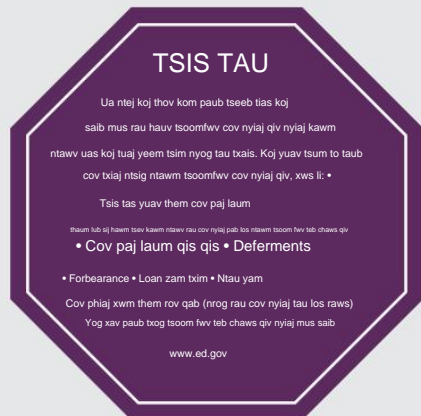 TSIS TAU
Ua ntej koj thov kom paub tseeb tias koj
saib mus rau hauv tsoomfwv cov nyiaj qiv nyiaj kawm
ntawv uas koj tuaj yeem tsim nyog tau txais. Koj yuav tsum to taub
cov txiaj ntsig ntawm tsoomfwv cov nyiaj qiv, xws li: •
Tsis tas yuav them cov paj laum
thaum lub sij hawm tsev kawm ntawv rau cov nyiaj pab los ntawm tsoom fwv teb chaws qiv
• Cov paj laum qis qis • Deferments
• Forbearance • Loan zam txim • Ntau yam
Cov phiaj xwm them rov qab (nrog rau cov nyiaj tau los raws)
Yog xav paub txog tsoom fwv teb chaws qiv nyiaj mus saib
www.ed.gov